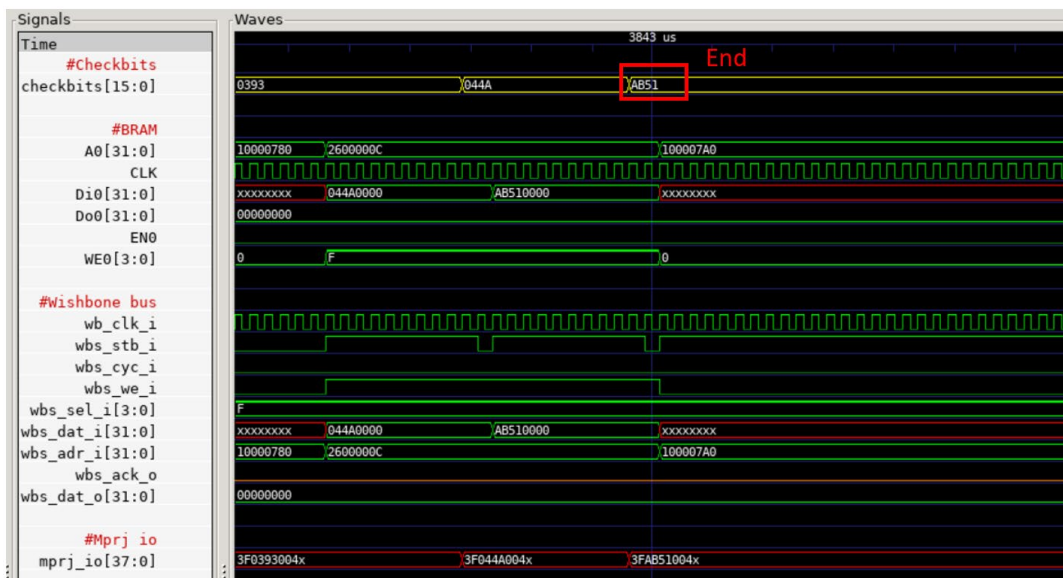 Signals
Waves
Time
3843 us
#Checkbits
End
checkbits[15:0]
0393
044A
AB51
#BRAM
A0[31:0]
10000780
2600000C
100007A0
CLK
Di0[31:0]
xxxxxxxx
044A0000
AB510000
xxxxxxxx
Do0[31:0]
00000000
EN0
WE0[3:0]
0
F
0
#Wishbone bus
wb_clk_i
wbs_stb_i
wbs_cyc_i
wbs_we_i
wbs_sel_i[3:0]
F
wbs_dat_i[31:0]
xxxxxxxx
044A0000
AB510000
xxxxxxxx
wbs_adr_i[31:0]
10000780
2600000C
100007A0
wbs_ack_o
wbs_dat_o[31:0]
00000000
#Mprj io
mprj_io[37:0]
3F0393004x
3F044A004x
3FAB51004x